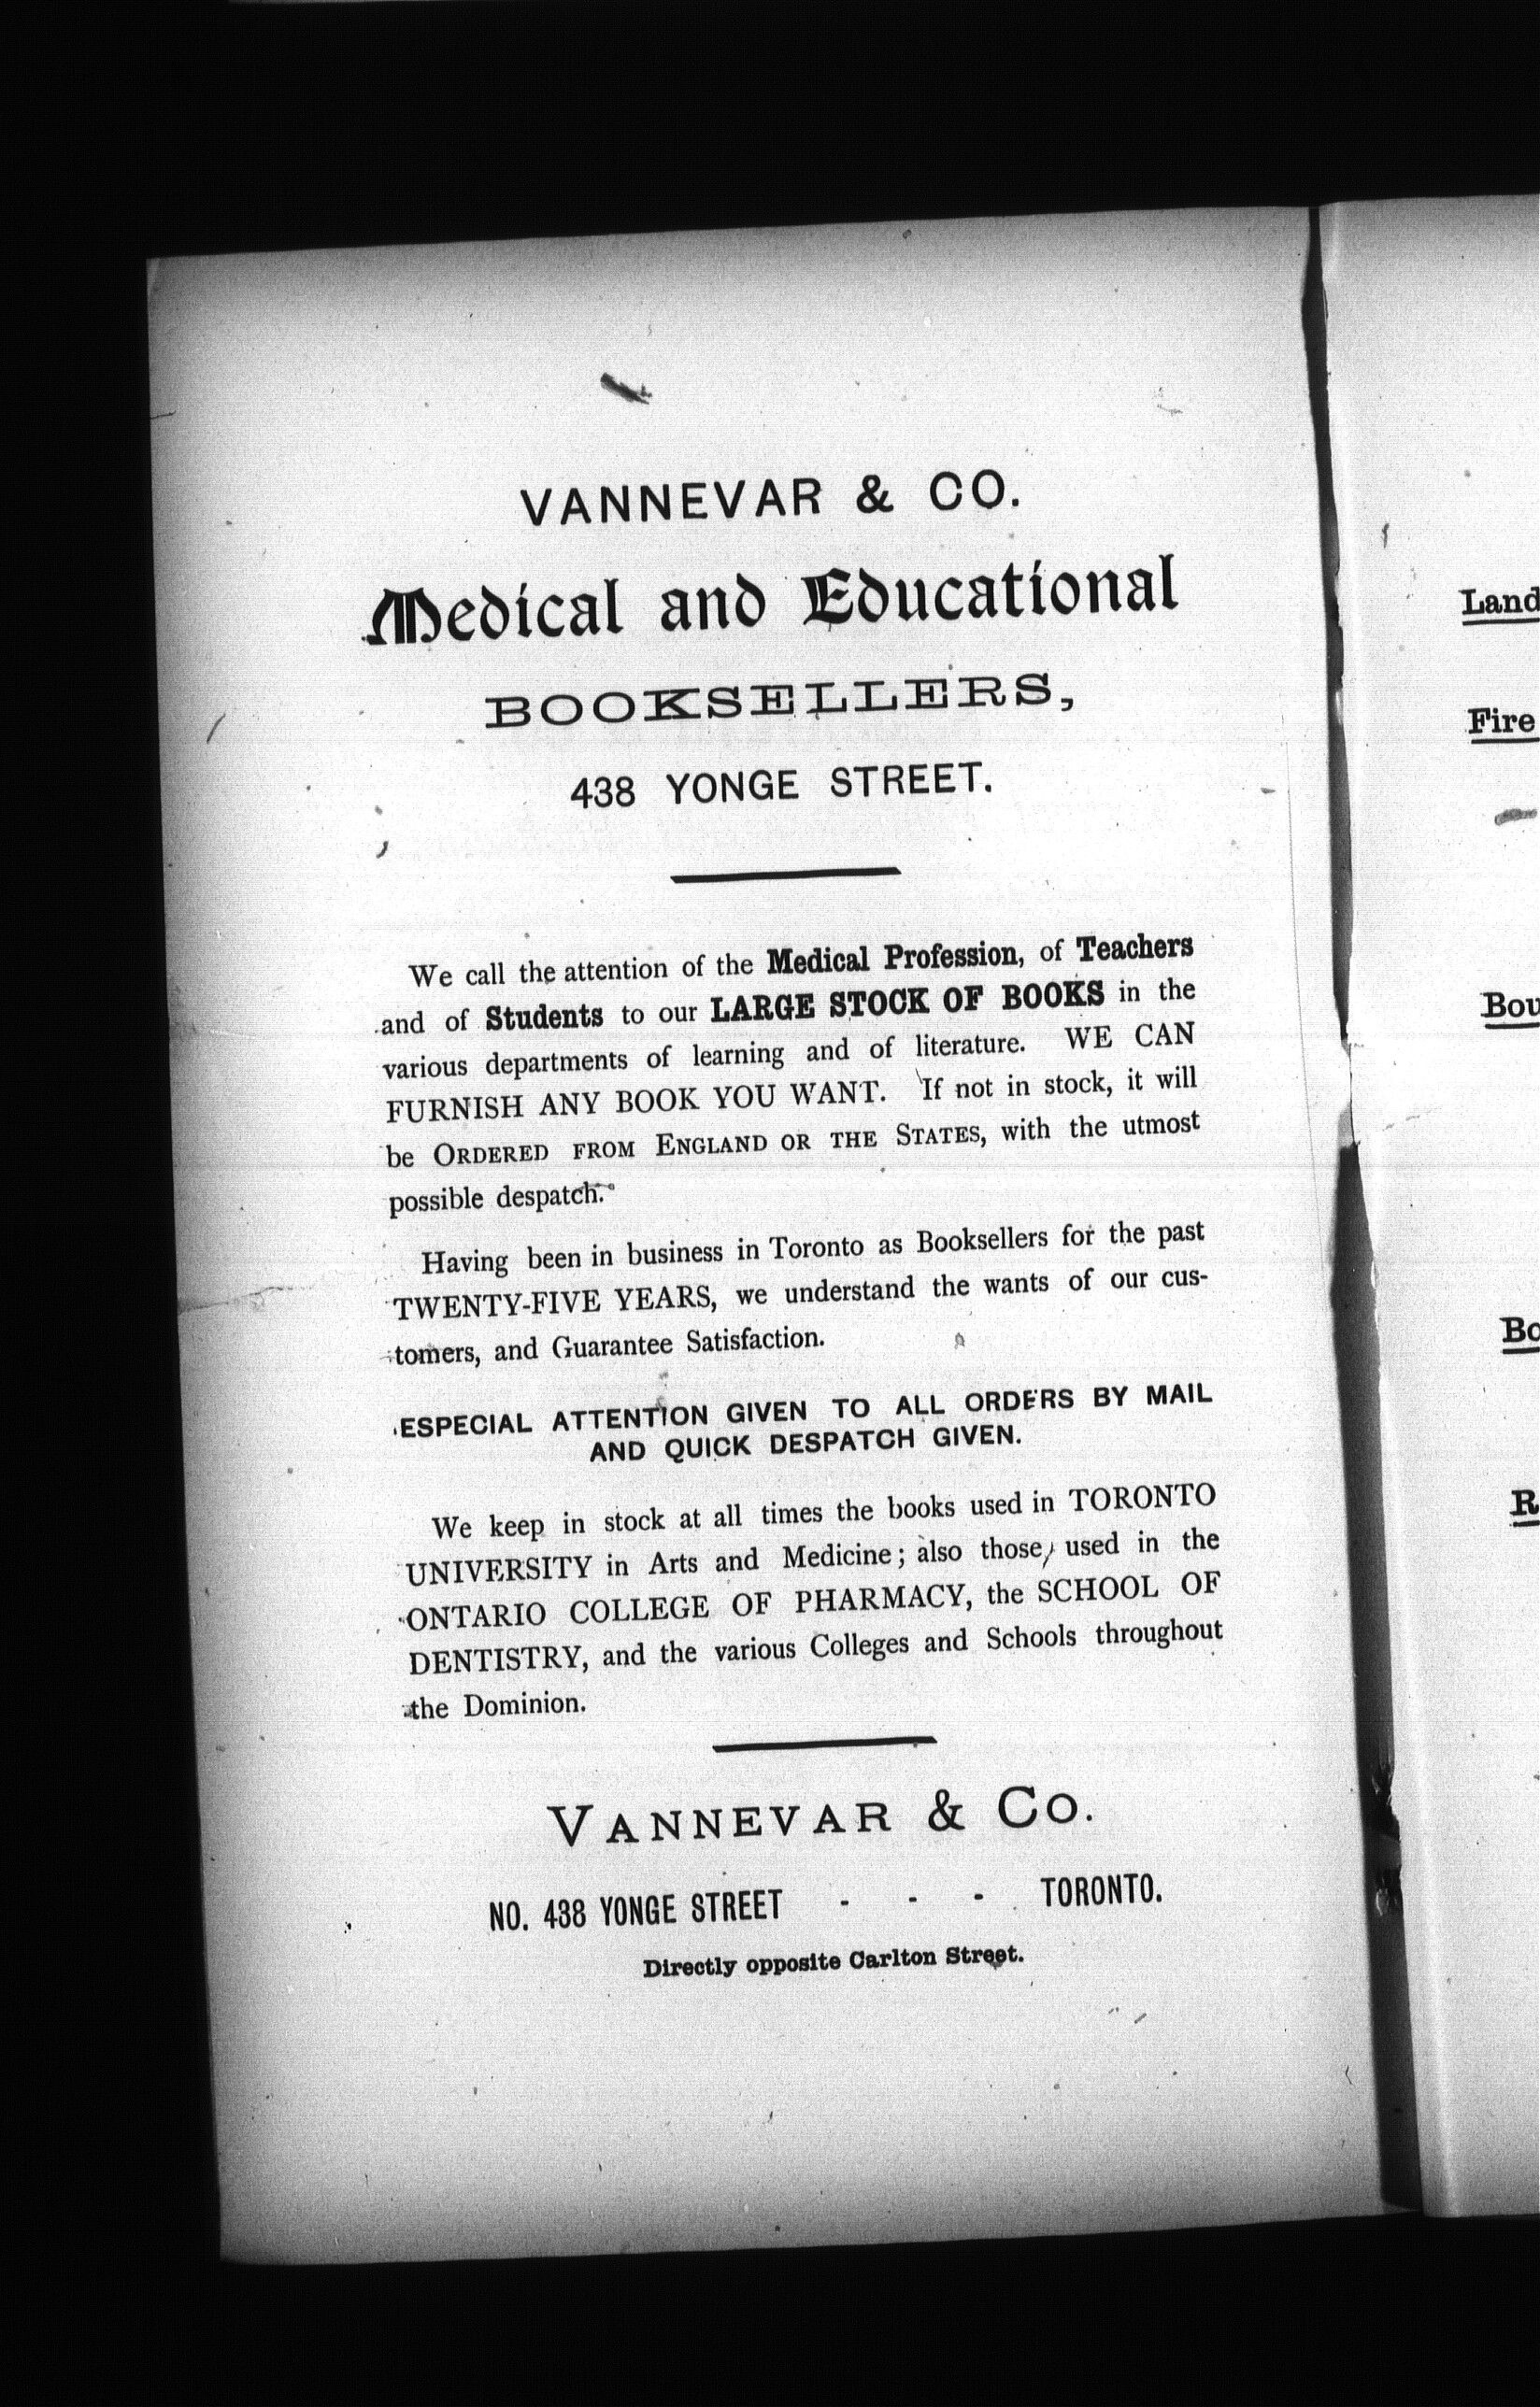 VANNEVAR & CO.
Medical and Educational
BOOKSELLERS,
438 YONGE STREET.
We call the attention of the Medical Profession, of Teachers
and of Students to our LARGE STOCK OF BOOKS in the
various departments of learning and of literature. WE CAN
FURNISH ANY BOOK YOU WANT. If not in stock, it will
be ORDERED FROM ENGLAND OR THE STATES, with the utmost
possible despatch.
Having been in business in Toronto as Booksellers for the past
TWENTY-FIVE YEARS, we understand the wants of our cus-
tomers, and Guarantee Satisfaction.
ESPECIAL ATTENTION GIVEN TO ALL ORDERS BY MAIL
AND QUICK DESPATCH GIVEN.
We keep in stock at all times the books used in TORONTO
UNIVERSITY in Arts and Medicine; also those used in the
ONTARIO COLLEGE OF PHARMACY, the SCHOOL OF
DENTISTRY, and the various Colleges and Schools throughout
the Dominion.
VANNEVAR & CO.
NO. 438 YONGE STREET - - - TORONTO.
Directly opposite Carlton Street.
Land
Fire